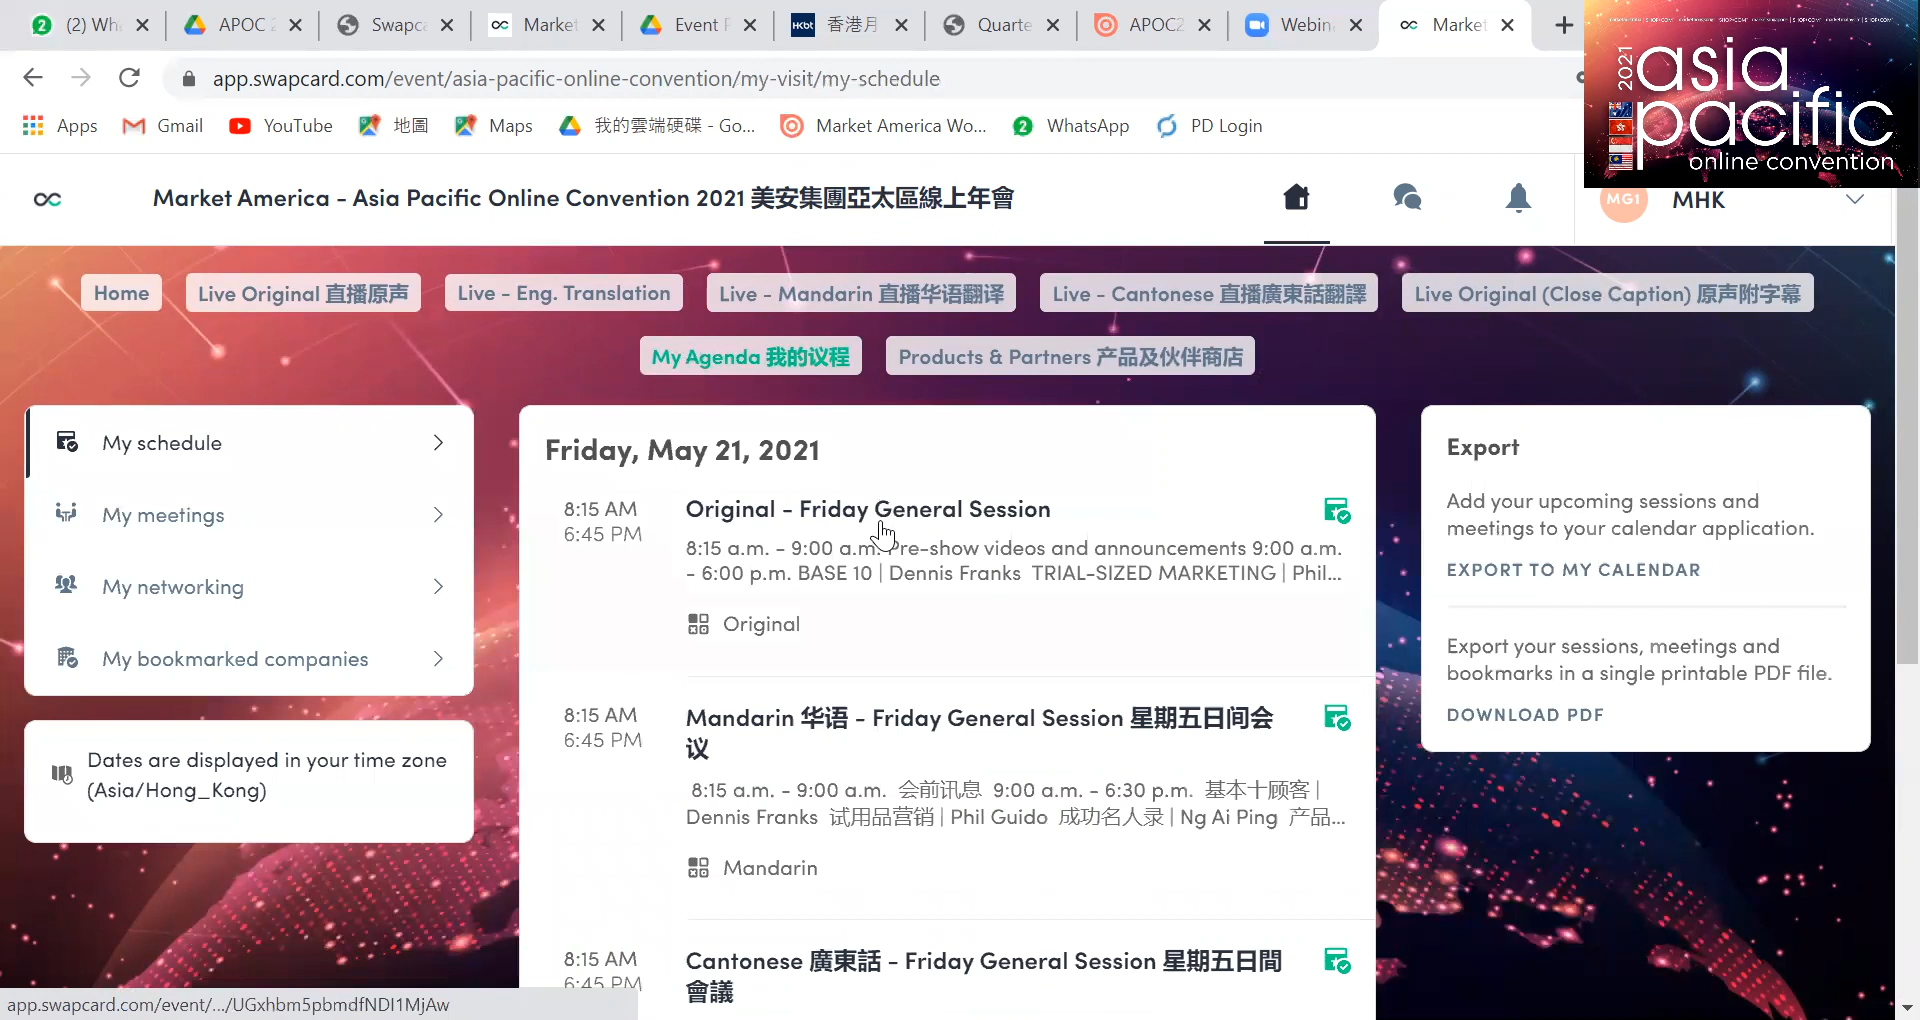 (2) Wh
APOC 2
Swapc
Market
Event F
HKbt
香港月
Quarte
APOC2
Webin
Market
app.swapcard.com/event/asia-pacific-online-convention/my-visit/my-schedule
Apps
Gmail
YouTube
地圖
Maps
我的雲端硬碟 - Go...
Market America Wo...
2
WhatsApp
PD Login
2021
asia
pacific
online convention
Market America - Asia Pacific Online Convention 2021 美安集團亞太區線上年會
MG1
MHK
Home
Live Original 直播原声
Live - Eng. Translation
Live - Mandarin 直播华语翻译
Live - Cantonese 直播廣東話翻譯
Live Original (Close Caption) 原声附字幕
My Agenda 我的议程
Products & Partners 产品及伙伴商店
My schedule
My meetings
My networking
My bookmarked companies
Dates are displayed in your time zone
(Asia/Hong_Kong)
Friday, May 21, 2021
8:15 AM
6:45 PM
Original - Friday General Session
8:15 a.m. - 9:00 a.m. Pre-show videos and announcements 9:00 a.m.
- 6:00 p.m. BASE 10 | Dennis Franks TRIAL-SIZED MARKETING | Phil...
Original
8:15 AM
6:45 PM
Mandarin 华语 - Friday General Session 星期五日间会
议
8:15 a.m. - 9:00 a.m. 会前讯息 9:00 a.m. - 6:30 p.m. 基本十顾客 |
Dennis Franks 试用品营销 | Phil Guido 成功名人录 | Ng Ai Ping 产品...
Mandarin
8:15 AM
6:45 PM
Cantonese 廣東話 - Friday General Session 星期五日間
會議
Export
Add your upcoming sessions and
meetings to your calendar application.
EXPORT TO MY CALENDAR
Export your sessions, meetings and
bookmarks in a single printable PDF file.
DOWNLOAD PDF
app.swapcard.com/event/.../UGxhbm5pbmdfNDI1MjAw